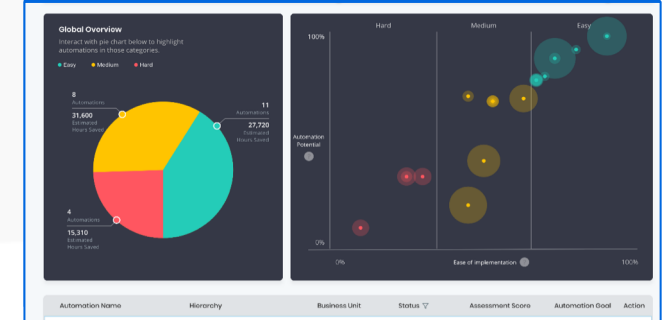 Global Overview
Interact with pie chart below to highlight
automations in those categories.
Easy Medium Hard
8
Automations
31,600
Estimated
Hours Saved
11
Automations
27,720
Estimated
Hours Saved
4
Automations
15,310
Estimated
Hours Saved
Hard Medium Easy
100%
Automation
Potential
0%
0% Ease of implementation 100%
Automation Name Hierarchy Business Unit Status Assessment Score Automation Goal Action